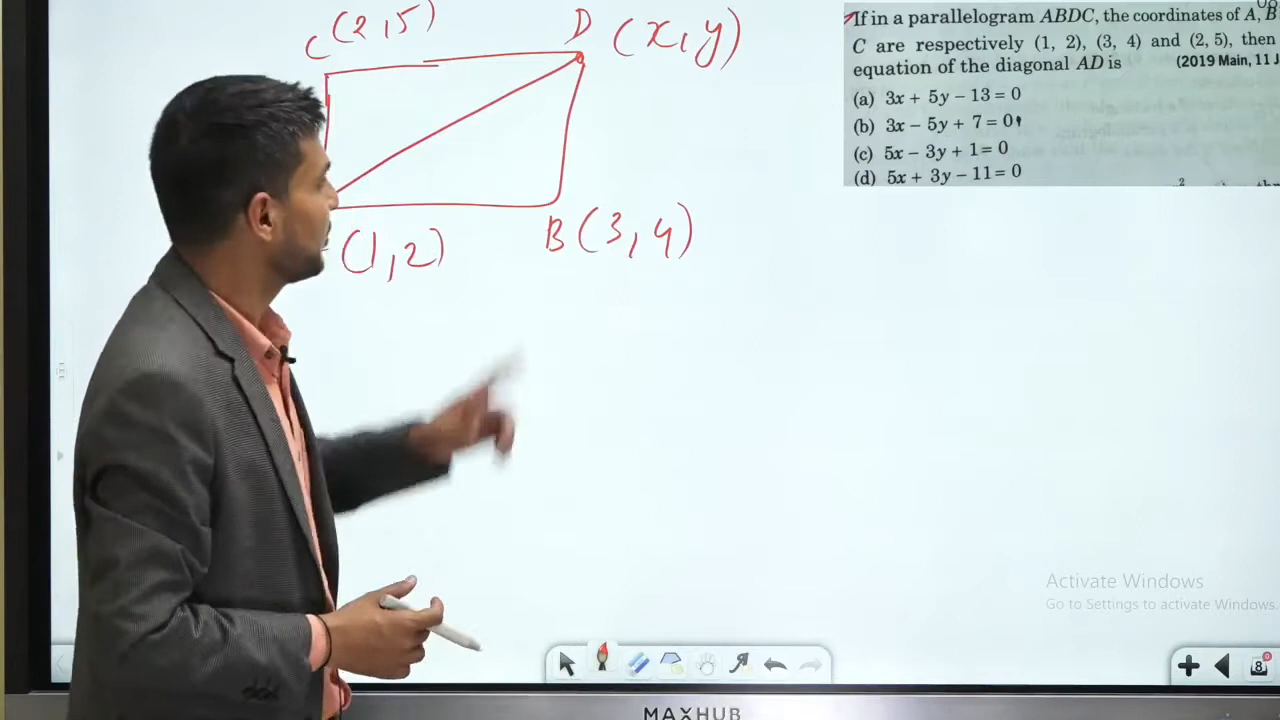 C (2,5)
D (x,y)
(1,2)
B (3,4)
If in a parallelogram ABDC, the coordinates of A, B
C are respectively (1, 2), (3, 4) and (2, 5), then
equation of the diagonal AD is (2019 Main, 11 J
(a) 3x + 5y − 13 = 0
(b) 3x − 5y + 7 = 0
(c) 5x − 3y + 1 = 0
(d) 5x + 3y − 11 = 0
Activate Windows
Go to Settings to activate Windows.
8
MAXHUB